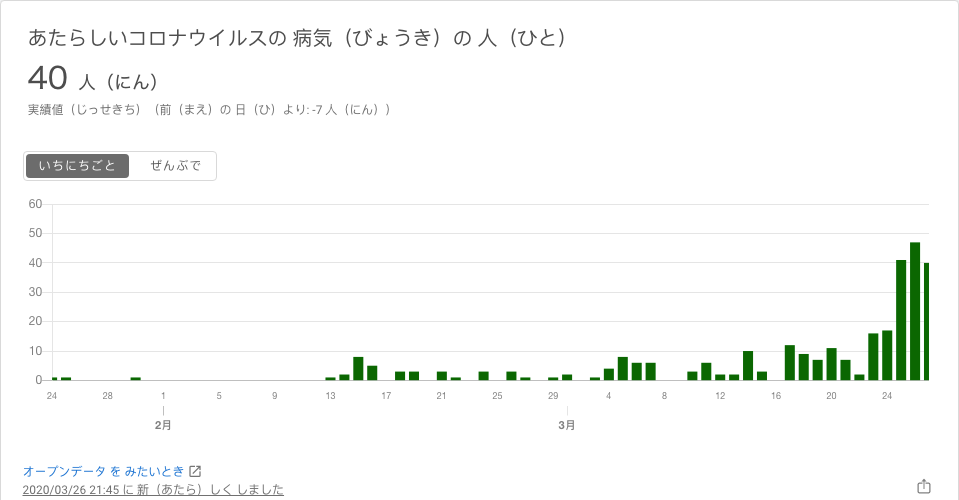 あたらしいコロナウイルスの 病気（びょうき）の 人（ひと）
40 人（にん）
実績値（じっせきち）（前（まえ）の 日（ひ）より: -7 人（にん））
いちにちごと ぜんぶで
60
50
40
30
20
10
0
24 28 1 5 9 13 17 21 25 29 4 8 12 16 20 24
2月 3月
オープンデータ を みたいとき
2020/03/26 21:45 に 新（あたら）しく しました